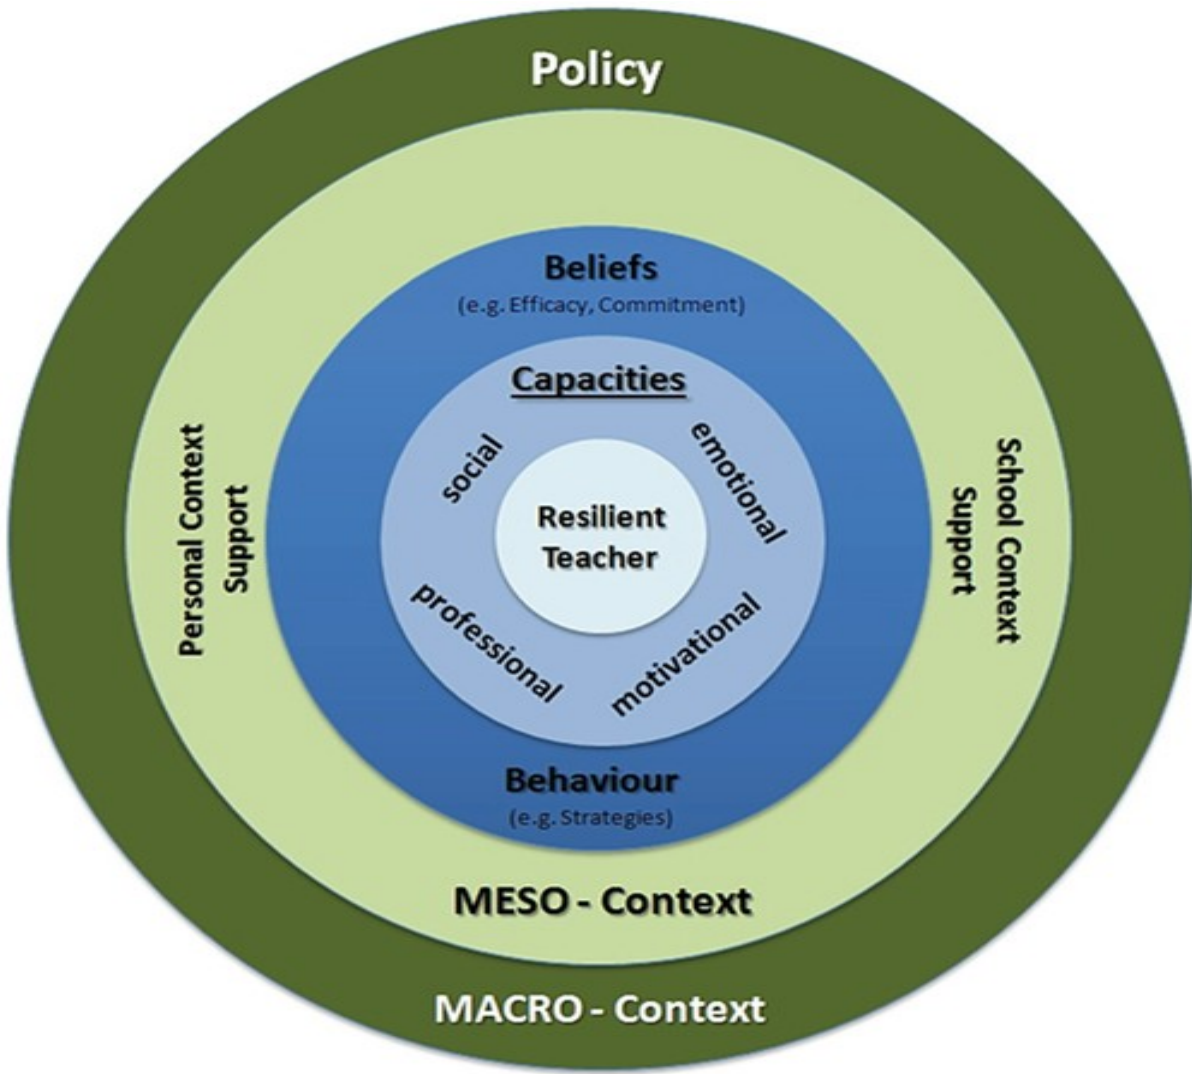 Policy
Beliefs
(e.g. Efficacy, Commitment)
Capacities
social
emotional
Resilient
Teacher
professional
motivational
Personal Context
Support
School Context
Support
Behaviour
(e.g. Strategies)
MESO - Context
MACRO - Context